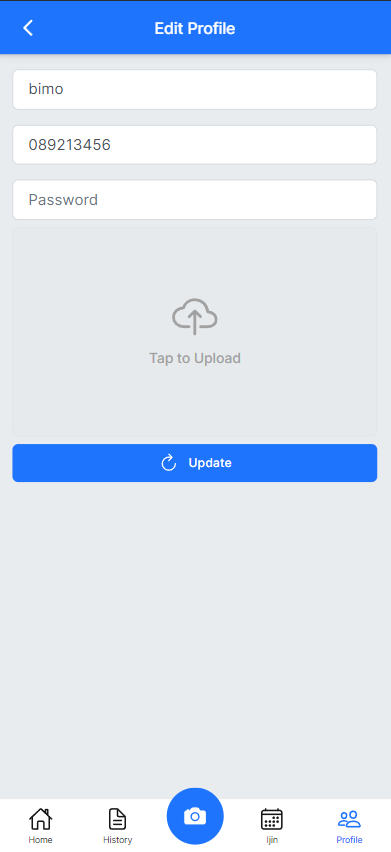 Edit Profile
bimo
089213456
Password
Tap to Upload
Update
Home
History
Ijin
Profile